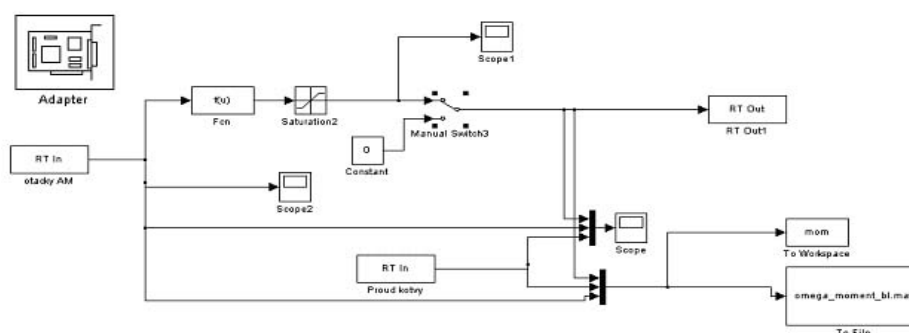 Adapter
RT In
otacky AM
f(u)
Fcn
Saturation2
Scope1
Manual Switch3
0
Constant
RT Out
RT Out1
Scope2
Scope
RT In
Proud kotvy
mom
To Workspace
omega_moment_bl.ma
To File